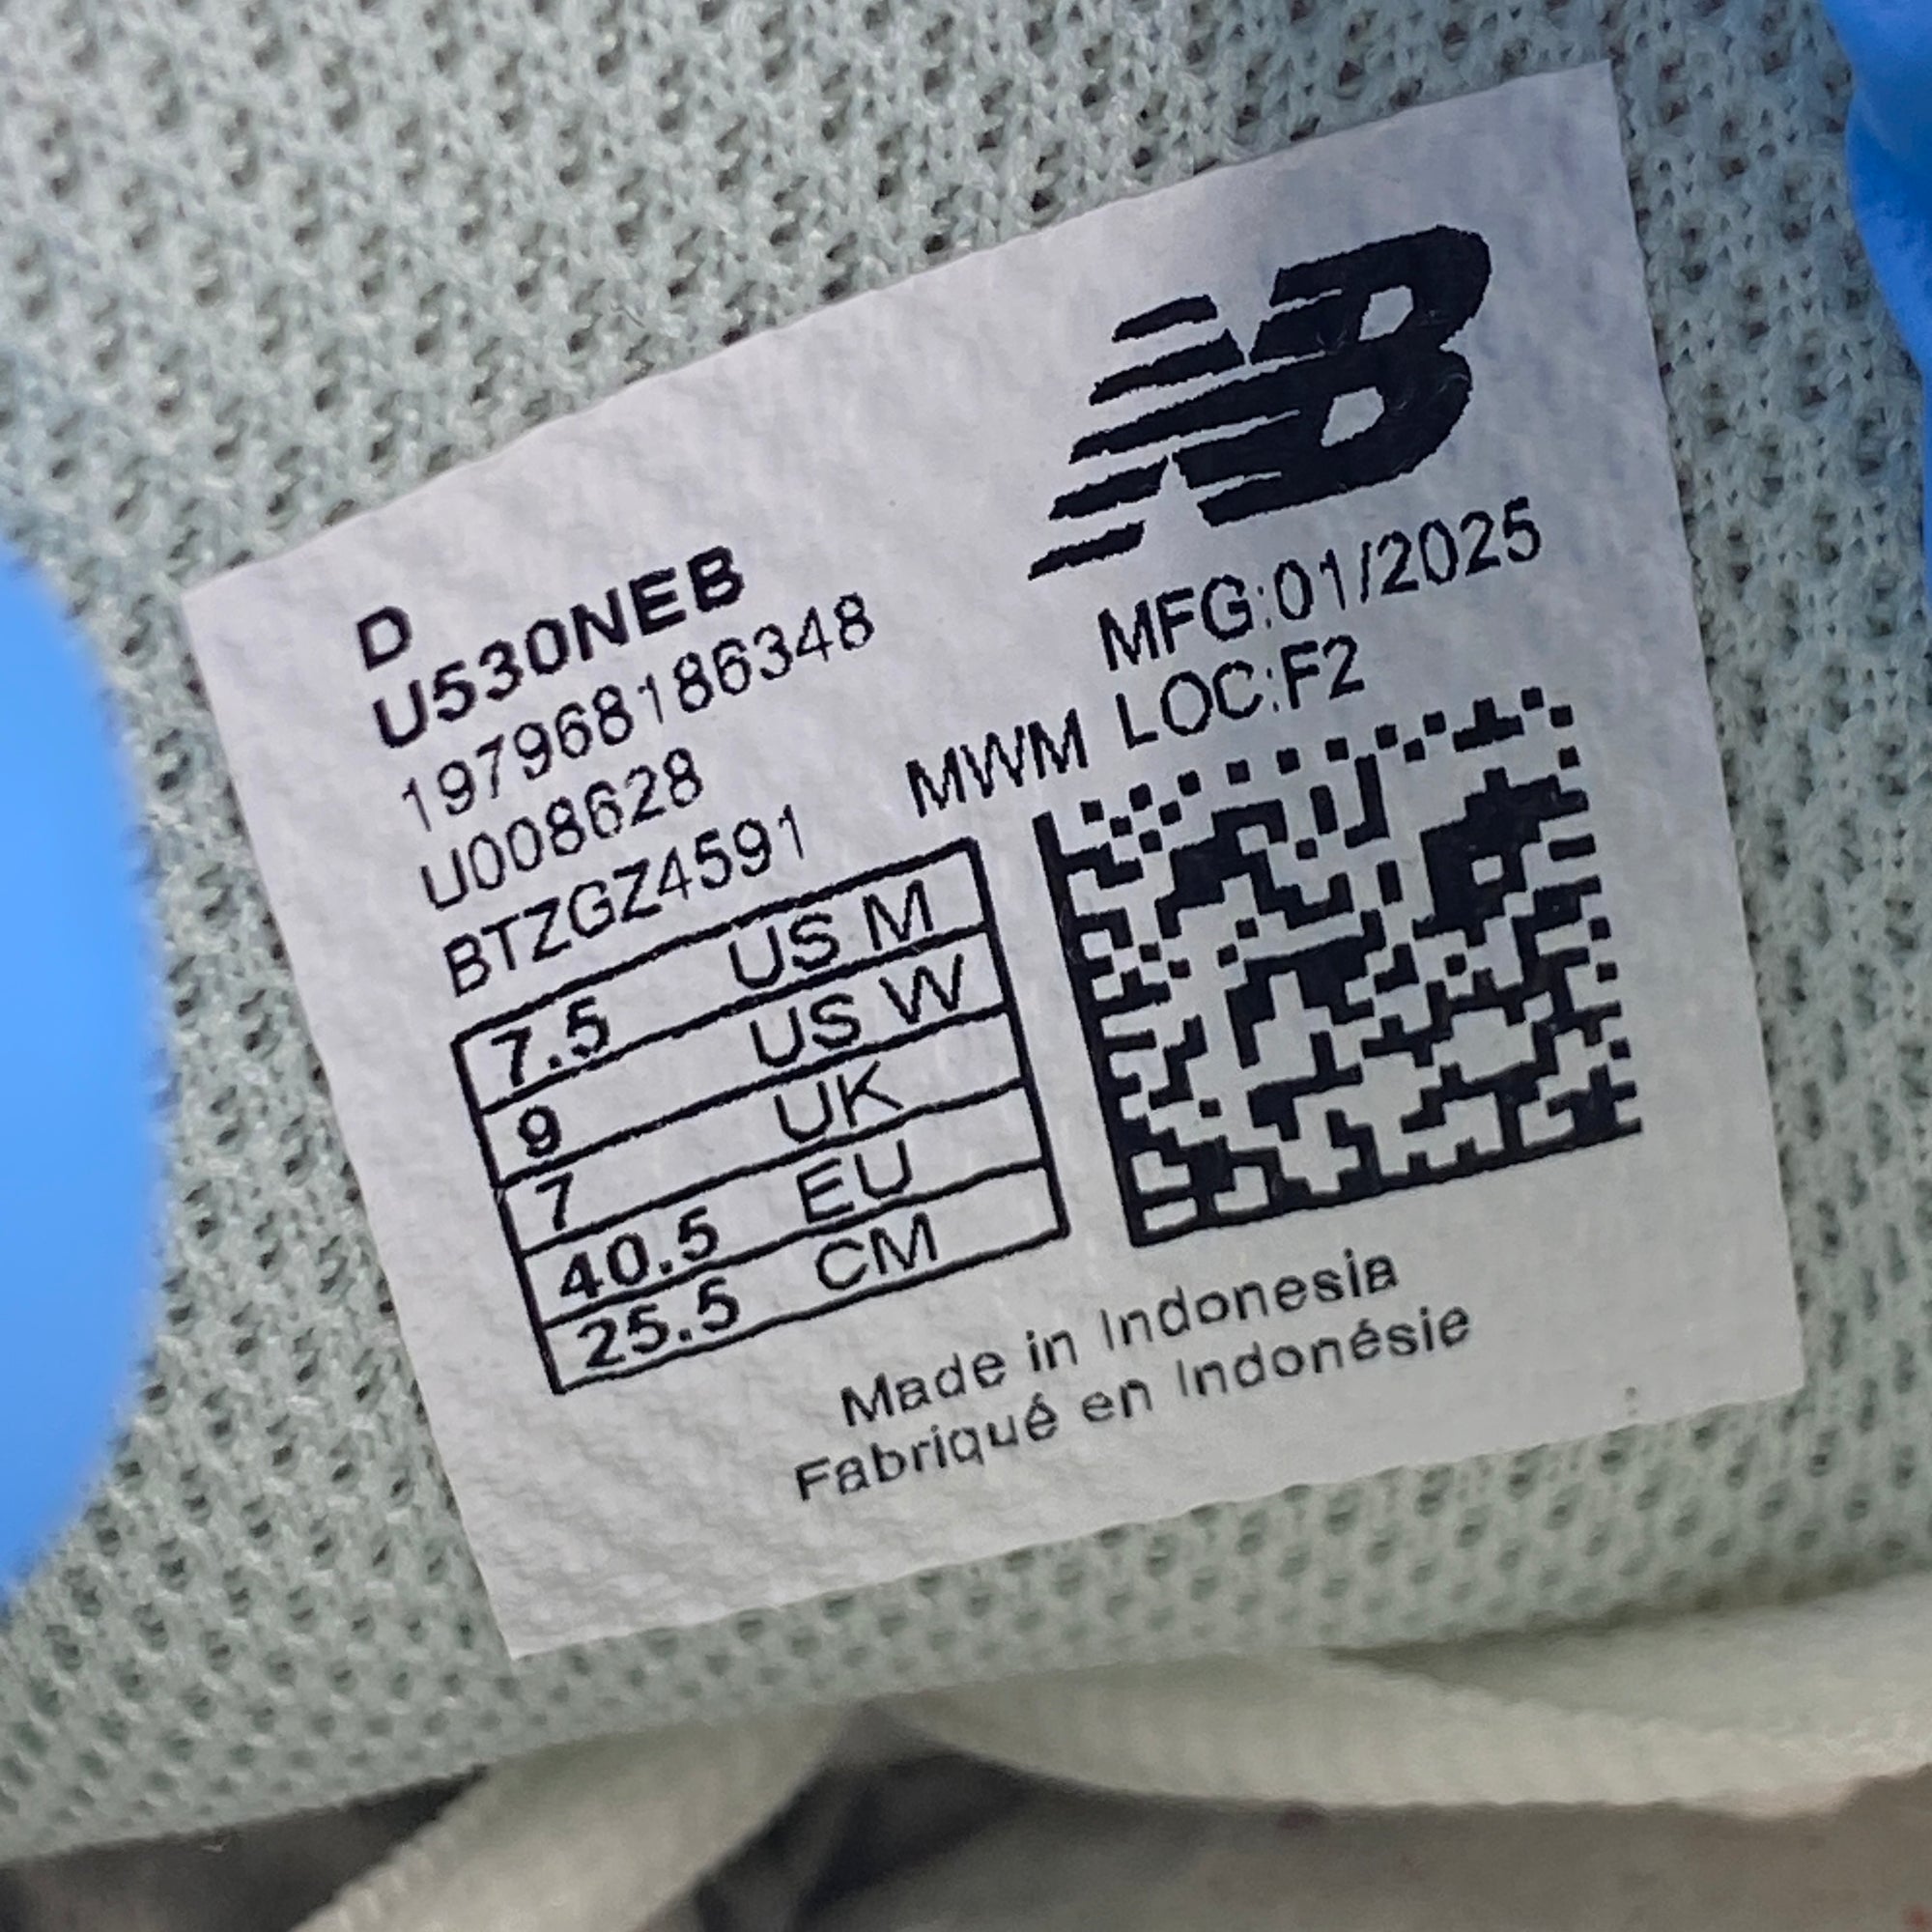 NB
D
U530NEB
197968186348
U008628
BTZGZ4591
MFG:01/2025
MWM LOC:F2
7.5 US M
9 US W
7 UK
40.5 EU
25.5 CM
Made in Indonesia
Fabriqué en Indonésie